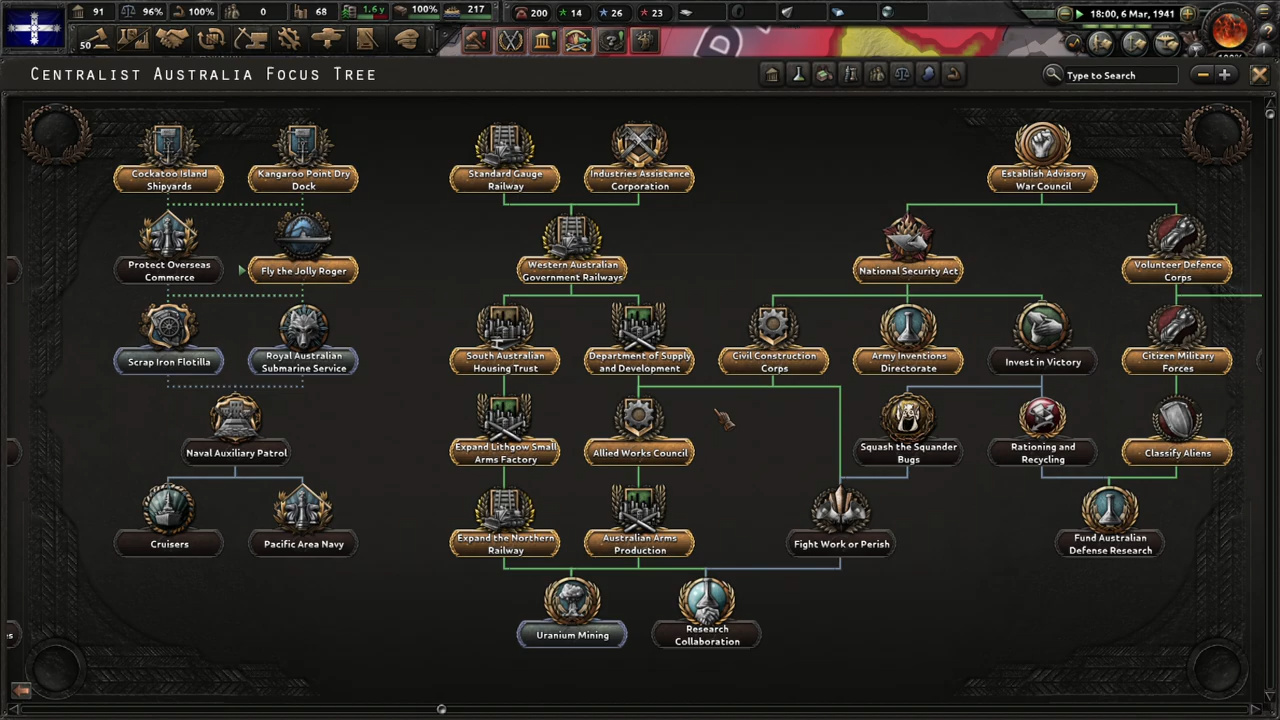 91
96%
100%
0
68
1.6y
100%
217
200
14
26
23
18:00, 6 Mar, 1941
50
Centralist Australia Focus Tree
Type to Search
Cockatoo Island
Shipyards
Kangaroo Point Dry
Dock
Standard Gauge
Railway
Industries Assistance
Corporation
Establish Advisory
War Council
Protect Overseas
Commerce
Fly the Jolly Roger
Western Australian
Government Railways
National Security Act
Volunteer Defence
Corps
Scrap Iron Flotilla
Royal Australian
Submarine Service
South Australian
Housing Trust
Department of Supply
and Development
Civil Construction
Corps
Army Inventions
Directorate
Invest in Victory
Citizen Military
Forces
Naval Auxiliary Patrol
Expand Lithgow Small
Arms Factory
Allied Works Council
Squash the Squander
Bugs
Rationing and
Recycling
Classify Aliens
Cruisers
Pacific Area Navy
Expand the Northern
Railway
Australian Arms
Production
Fight Work or Perish
Fund Australian
Defense Research
Uranium Mining
Research
Collaboration